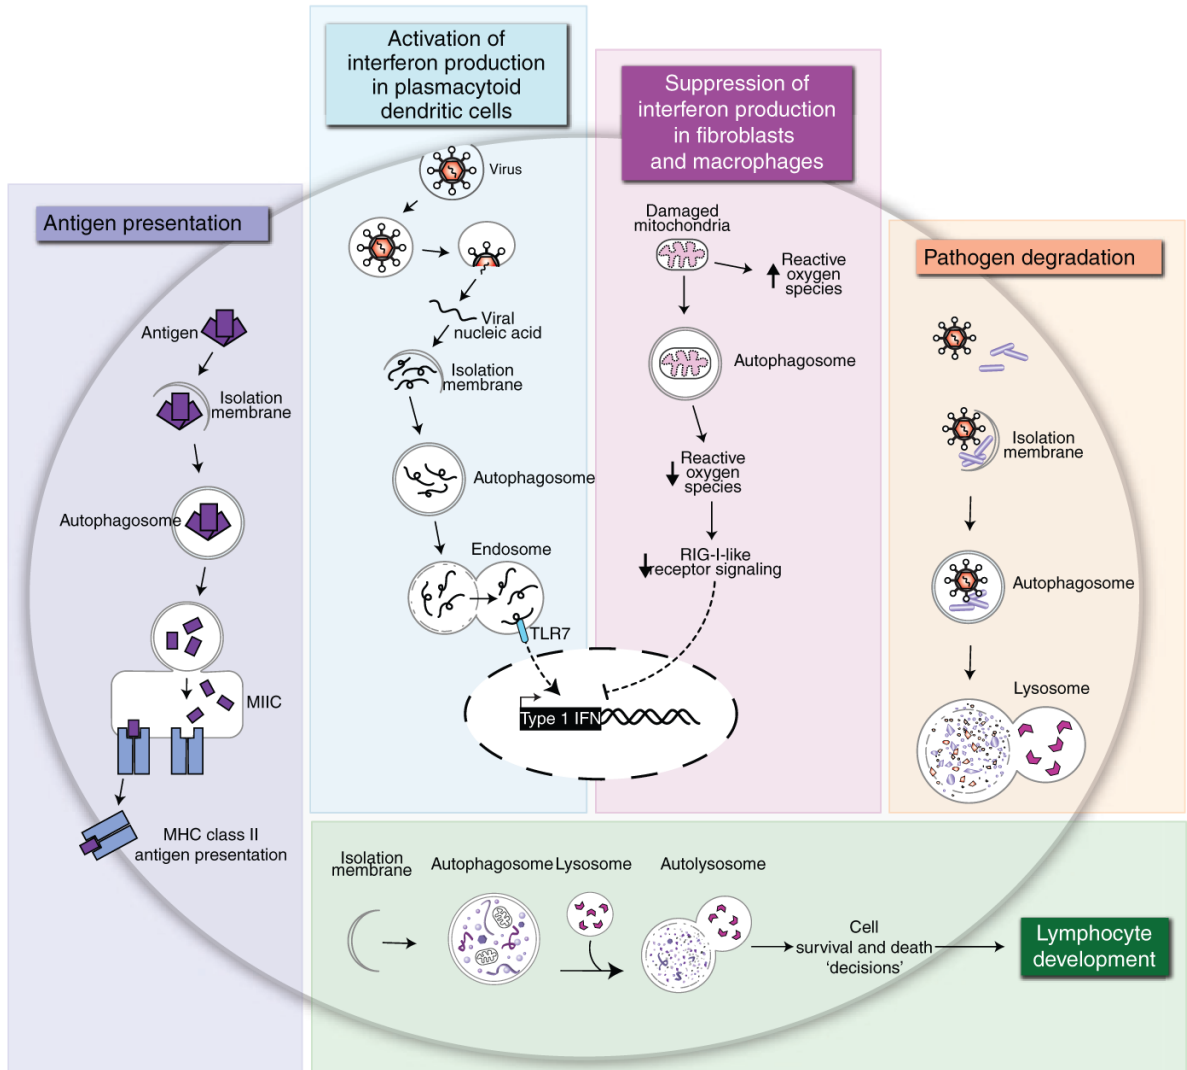 Activation of
interferon production
in plasmacytoid
dendritic cells
Virus
Viral
nucleic acid
Isolation
membrane
Autophagosome
Endosome
TLR7
Type 1 IFN
Suppression of
interferon production
in fibroblasts
and macrophages
Damaged
mitochondria
Reactive
oxygen
species
Autophagosome
Reactive
oxygen
species
RIG-I-like
receptor signaling
Antigen presentation
Antigen
Isolation
membrane
Autophagosome
MIIC
MHC class II
antigen presentation
Pathogen degradation
Isolation
membrane
Autophagosome
Lysosome
Isolation
membrane
Autophagosome
Lysosome
Autolysosome
Cell
survival and death
‘decisions’
Lymphocyte
development